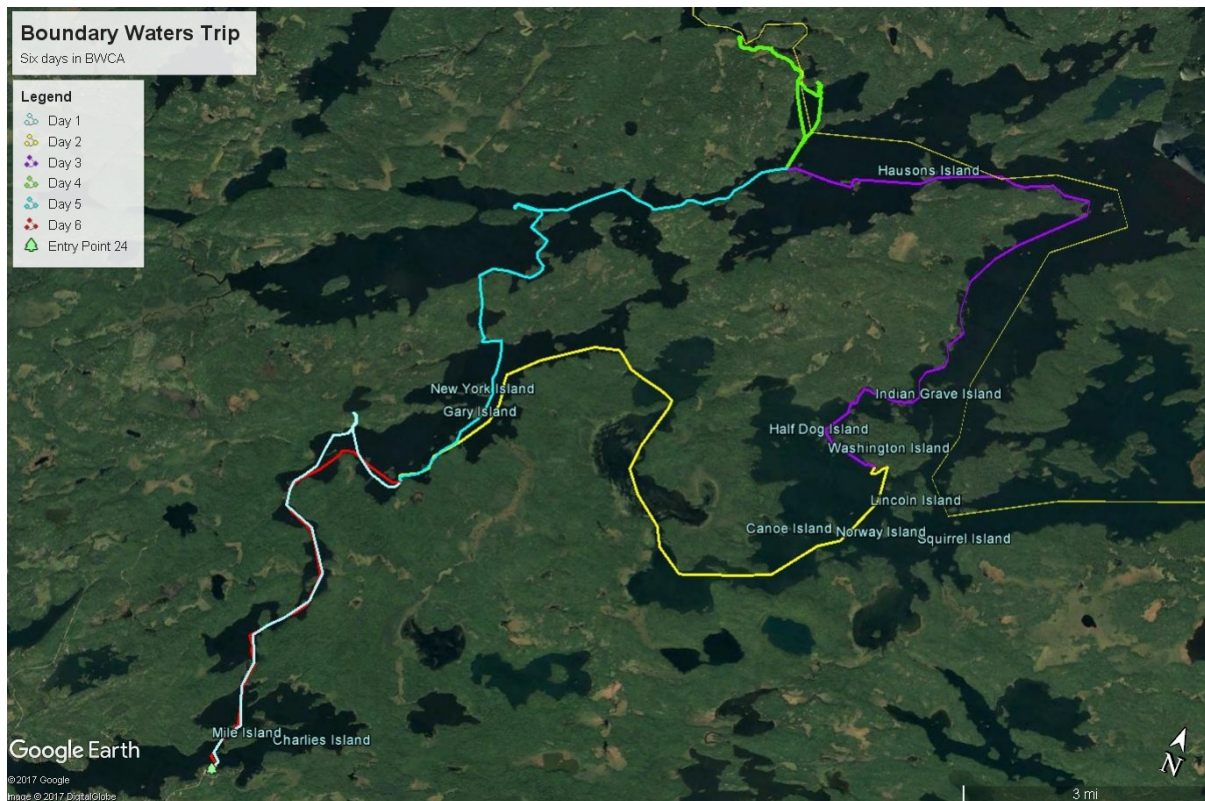 Boundary Waters Trip
Six days in BWCA
Legend
Day 1
Day 2
Day 3
Day 4
Day 5
Day 6
Entry Point 24
Hausons Island
New York Island
Gary Island
Indian Grave Island
Half Dog Island
Washington Island
Lincoln Island
Canoe Island
Norway Island
Squirrel Island
Mile Island
Charlies Island
Google Earth
© 2017 Google
Image © 2017 DigitalGlobe
N
3 mi